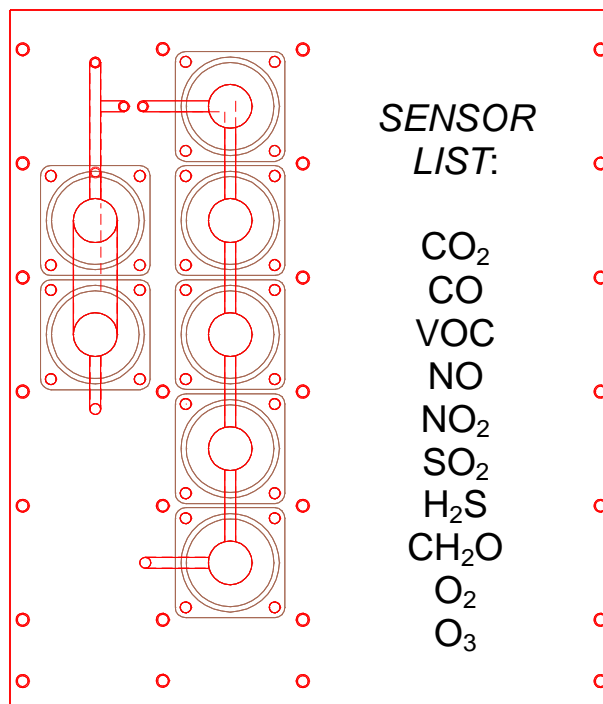 SENSOR
LIST:
CO₂
CO
VOC
NO
NO₂
SO₂
H₂S
CH₂O
O₂
O₃